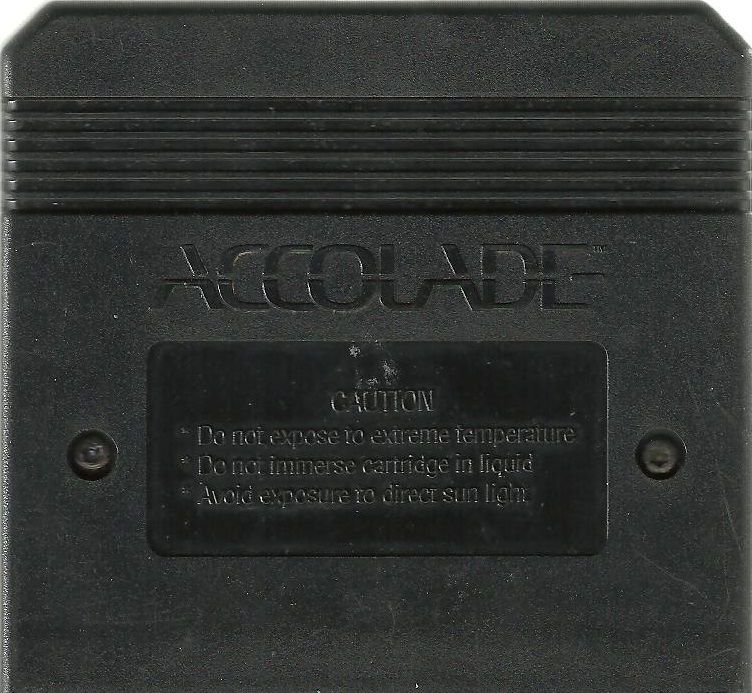 ACCOLADE™
CAUTION
* Do not expose to extreme temperature
* Do not immerse cartridge in liquid
* Avoid exposure to direct sun light